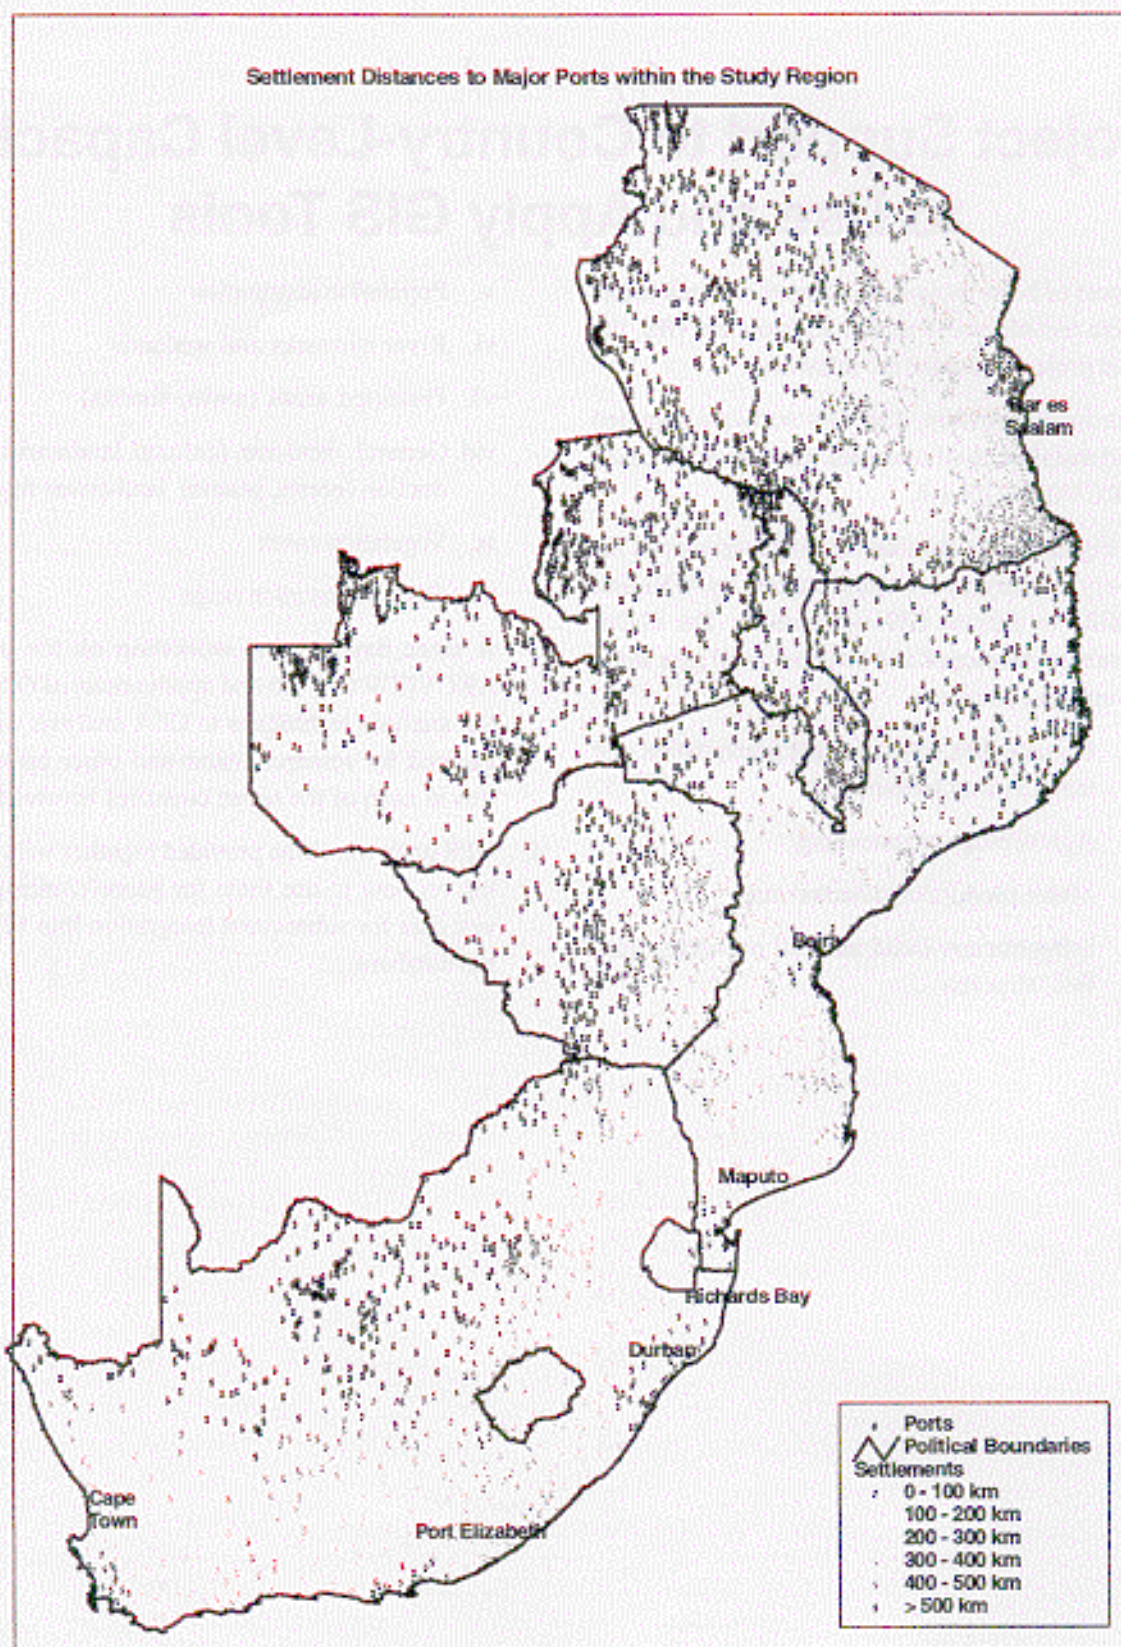 Settlement Distances to Major Ports within the Study Region
Dar es
Saalam
Beira
Maputo
Richards Bay
Durban
Cape
Town
Port Elizabeth
Ports
Political Boundaries
Settlements
0 - 100 km
100 - 200 km
200 - 300 km
300 - 400 km
400 - 500 km
> 500 km